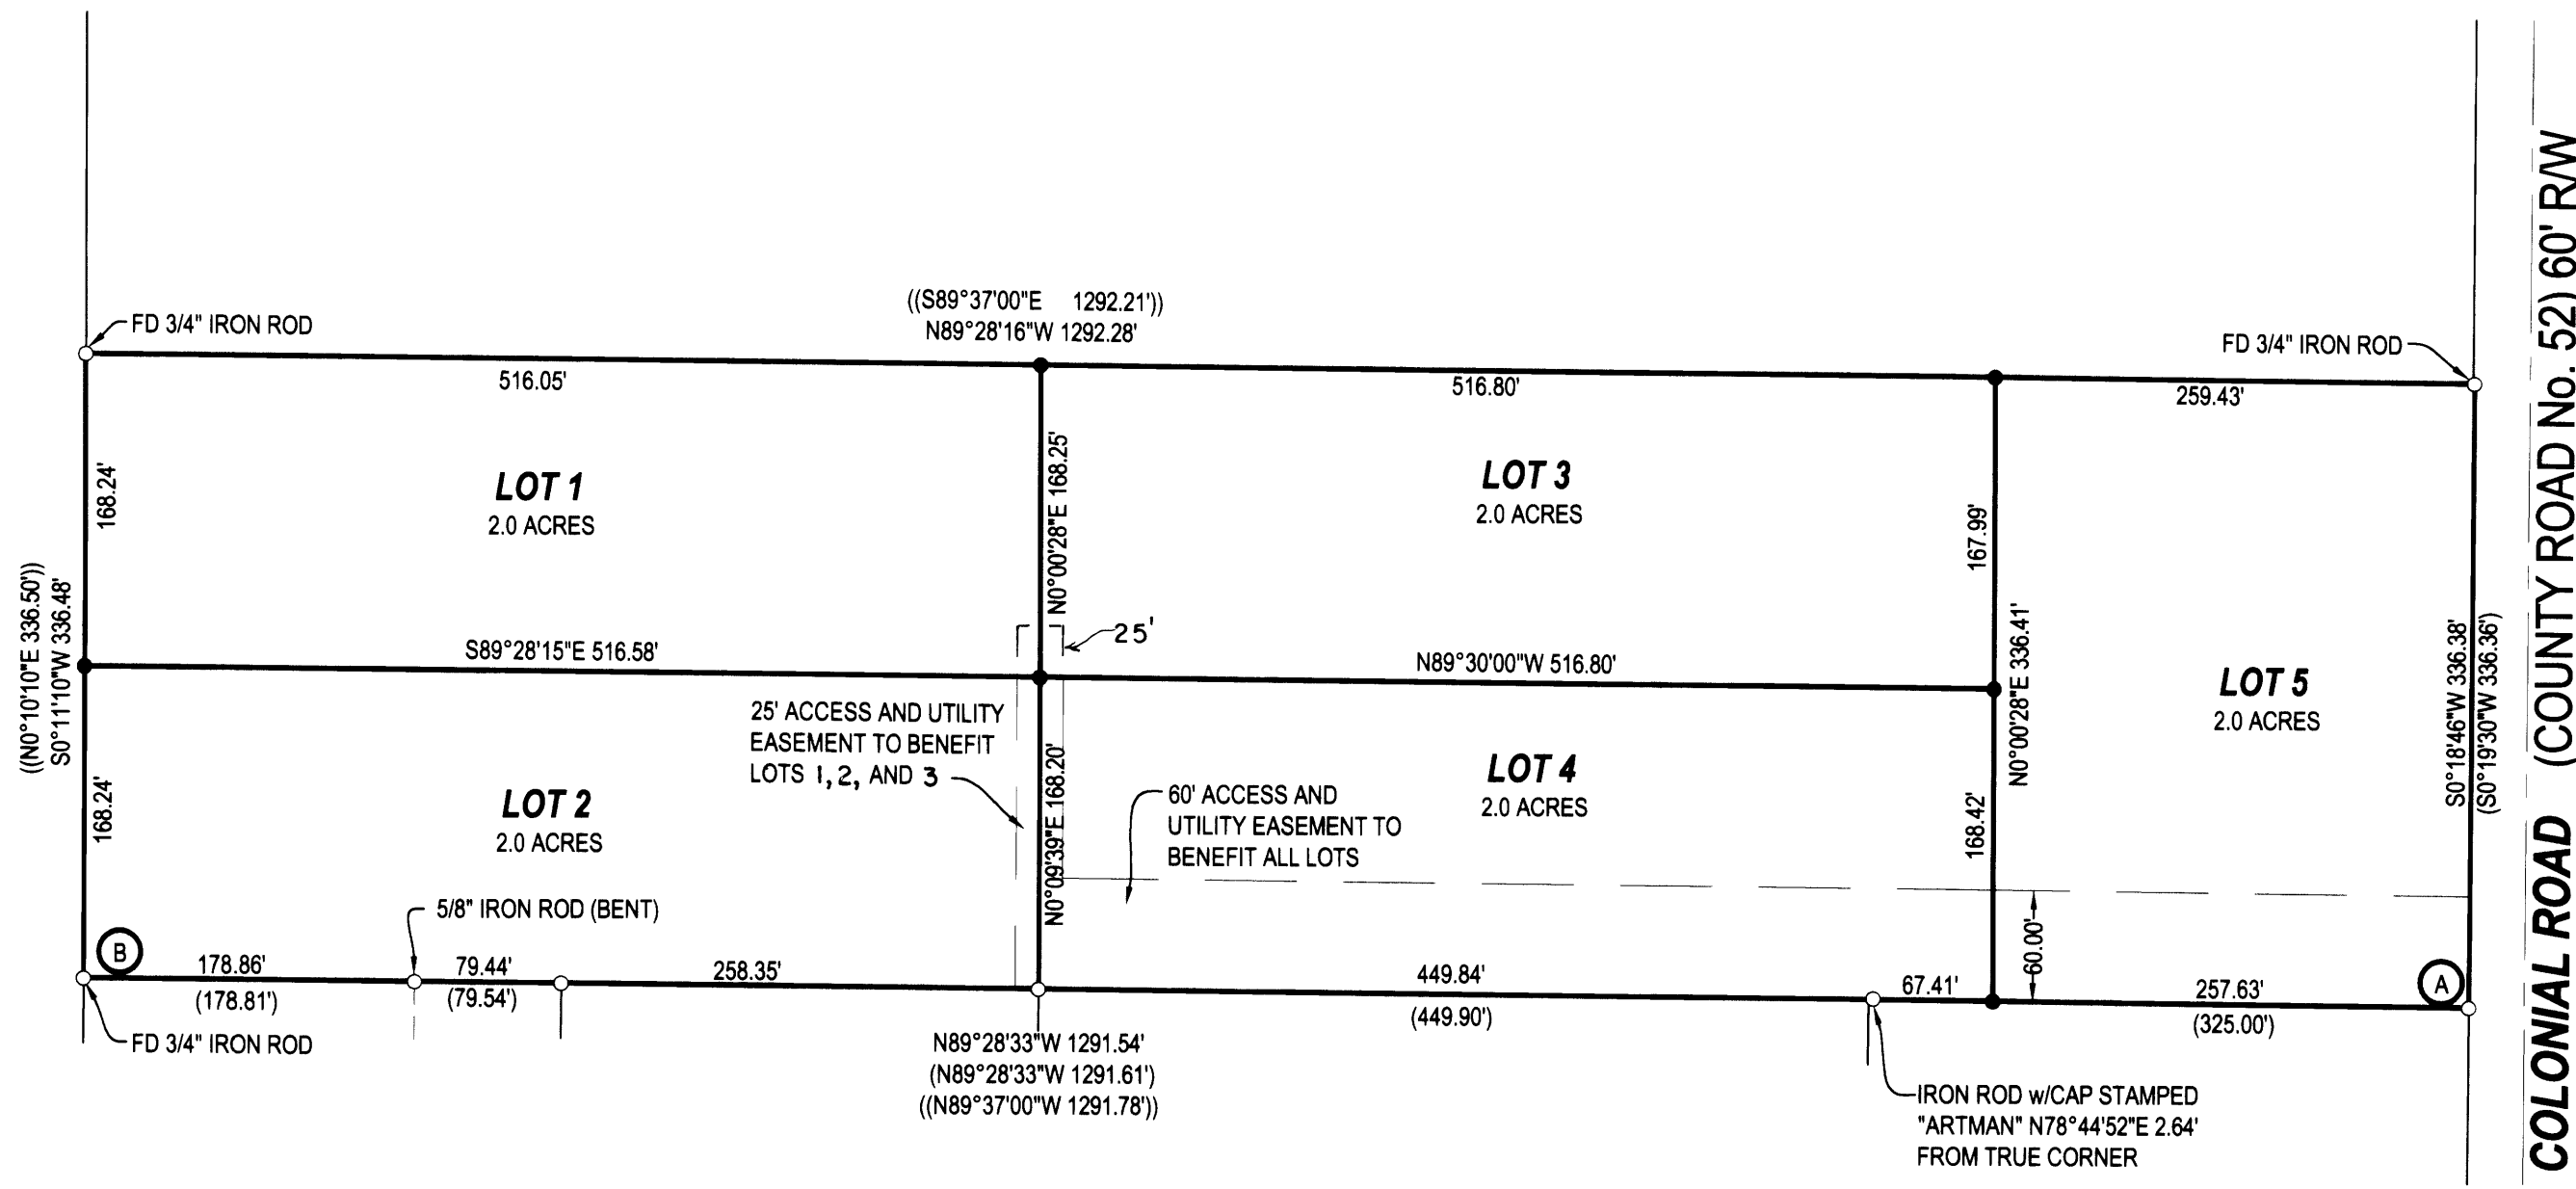 ((S89°37'00"E 1292.21'))
N89°28'16"W 1292.28'
FD 3/4" IRON ROD
FD 3/4" IRON ROD
516.05'
516.80'
259.43'
168.24'
LOT 1
2.0 ACRES
N0°00'28"E 168.25'
LOT 3
2.0 ACRES
167.99'
((N0°10'10"E 336.50'))
S0°11'10"W 336.48'
S89°28'15"E 516.58'
25'
N89°30'00"W 516.80'
N0°00'28"E 336.41'
LOT 5
2.0 ACRES
S0°18'46"W 336.38'
(S0°19'30"W 336.36')
COLONIAL ROAD (COUNTY ROAD No. 52) 60' R/W
25' ACCESS AND UTILITY
EASEMENT TO BENEFIT
LOTS 1, 2, AND 3
168.24'
LOT 2
2.0 ACRES
N0°09'39"E 168.20'
60' ACCESS AND
UTILITY EASEMENT TO
BENEFIT ALL LOTS
LOT 4
2.0 ACRES
168.42'
60.00'
5/8" IRON ROD (BENT)
B
A
178.86'
79.44'
258.35'
449.84'
67.41'
257.63'
(178.81')
(79.54')
(449.90')
(325.00')
FD 3/4" IRON ROD
N89°28'33"W 1291.54'
(N89°28'33"W 1291.61')
((N89°37'00"W 1291.78'))
IRON ROD w/CAP STAMPED
"ARTMAN" N78°44'52"E 2.64'
FROM TRUE CORNER